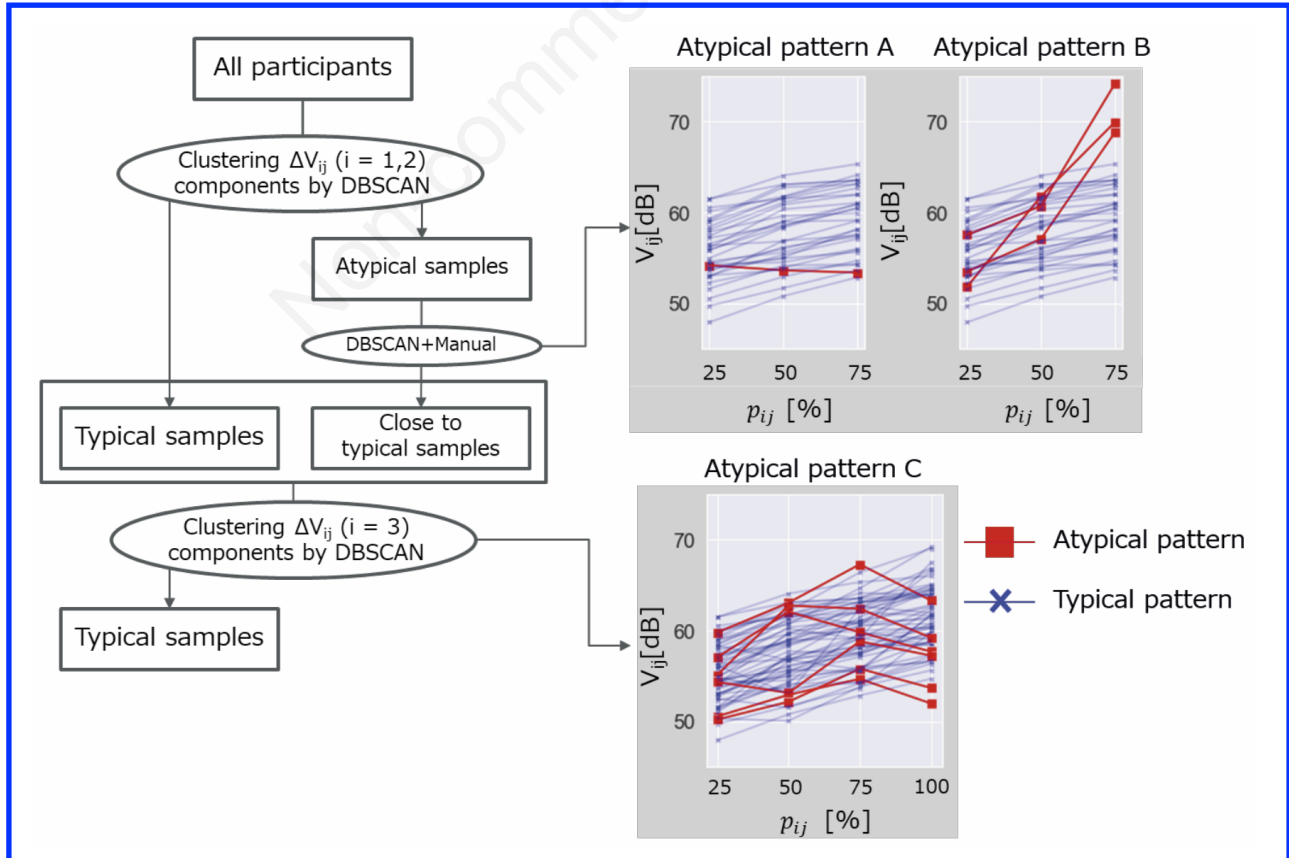 All participants
Clustering ΔVij (i = 1,2)
components by DBSCAN
Atypical samples
DBSCAN+Manual
Typical samples
Close to
typical samples
Clustering ΔVij (i = 3)
components by DBSCAN
Typical samples
Atypical pattern A
Vij[dB]
70
60
50
25 50 75
pij [%]
Atypical pattern B
Vij[dB]
70
60
50
25 50 75
pij [%]
Atypical pattern C
Vij[dB]
70
60
50
25 50 75 100
pij [%]
Atypical pattern
Typical pattern